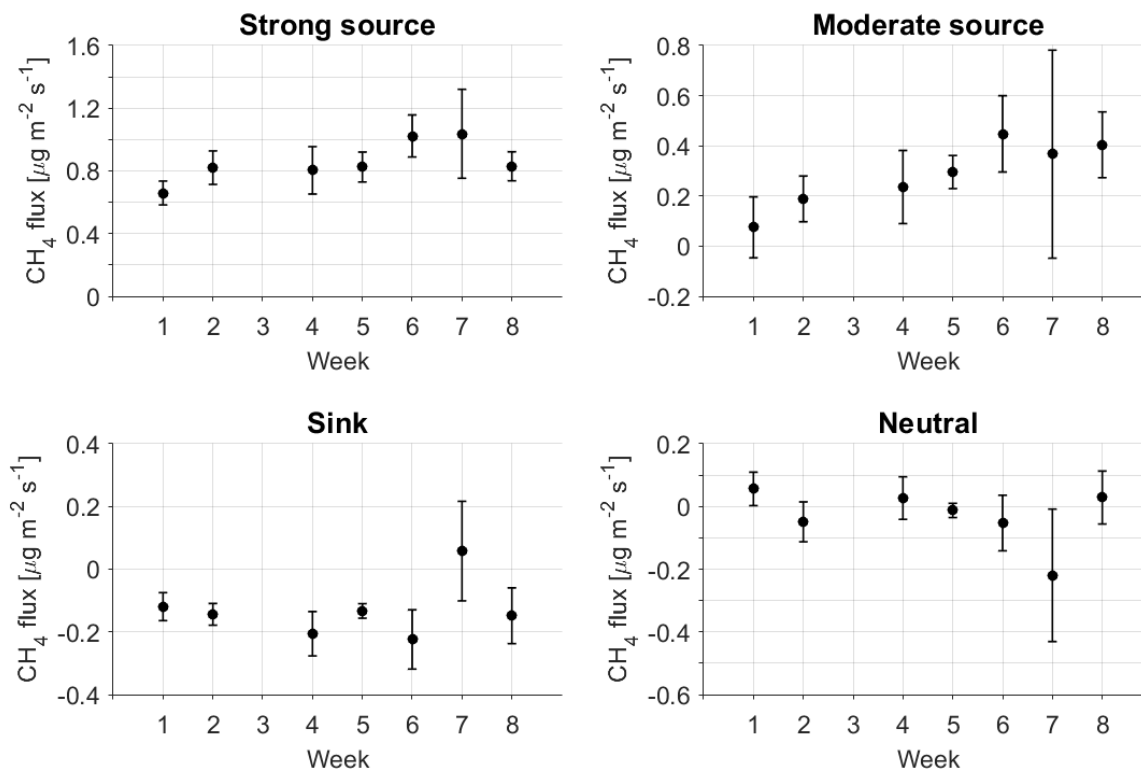 Strong source
CH₄ flux [μg m⁻² s⁻¹]
1.6
1.2
0.8
0.4
0
1 2 3 4 5 6 7 8
Week
Moderate source
CH₄ flux [μg m⁻² s⁻¹]
0.8
0.6
0.4
0.2
0
-0.2
1 2 3 4 5 6 7 8
Week
Sink
CH₄ flux [μg m⁻² s⁻¹]
0.4
0.2
0
-0.2
-0.4
1 2 3 4 5 6 7 8
Week
Neutral
CH₄ flux [μg m⁻² s⁻¹]
0.2
0
-0.2
-0.4
-0.6
1 2 3 4 5 6 7 8
Week